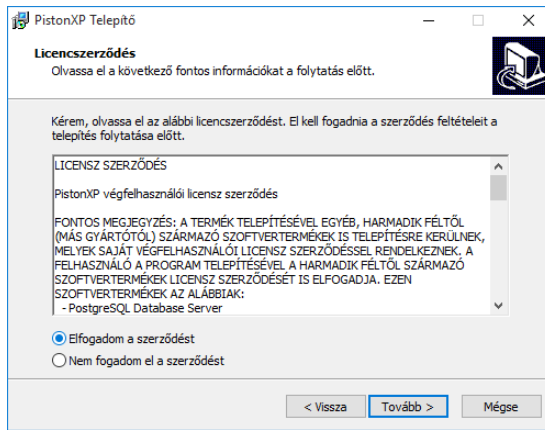 PistonXP Telepítő
Licencszerződés
Olvassa el a következő fontos információkat a folytatás előtt.
Kérem, olvassa el az alábbi licencszerződést. El kell fogadnia a szerződés feltételeit a
telepítés folytatása előtt.
LICENSZ SZERZŐDÉS
PistonXP végfelhasználói licensz szerződés
FONTOS MEGJEGYZÉS: A TERMÉK TELEPÍTÉSÉVEL EGYÉB, HARMADIK FÉLTŐL
(MÁS GYÁRTÓTÓL) SZÁRMAZÓ SZOFTVERTERMÉKEK IS TELEPÍTÉSRE KERÜLNEK,
MELYEK SAJÁT VÉGFELHASZNÁLÓI LICENSZ SZERZŐDÉSSEL RENDELKEZNEK. A
FELHASZNÁLÓ A PROGRAM TELEPÍTÉSÉVEL A HARMADIK FÉLTŐL SZÁRMAZÓ
SZOFTVERTERMÉKEK LICENSZ SZERZŐDÉSÉT IS ELFOGADJA. EZEN
SZOFTVERTERMÉKEK AZ ALÁBBIAK:
- PostgreSQL Database Server
Elfogadom a szerződést
Nem fogadom el a szerződést
< Vissza
Tovább >
Mégse